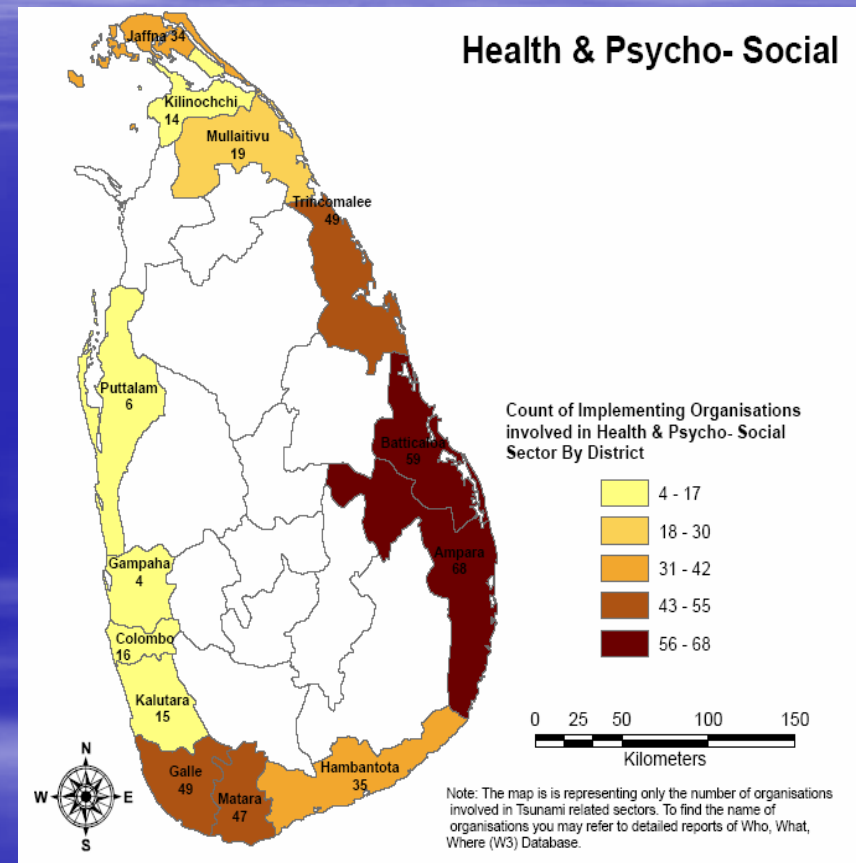 Health & Psycho- Social
Jaffna 34
Kilinochchi
14
Mullaitivu
19
Trincomalee
49
Puttalam
6
Batticaloa
59
Ampara
68
Gampaha
4
Colombo
16
Kalutara
15
Galle
49
Matara
47
Hambantota
35
Count of Implementing Organisations
involved in Health & Psycho- Social
Sector By District
4 - 17
18 - 30
31 - 42
43 - 55
56 - 68
0 25 50 100 150
Kilometers
N
W E
S
Note: The map is is representing only the number of organisations
involved in Tsunami related sectors. To find the name of
organisations you may refer to detailed reports of Who, What,
Where (W3) Database.